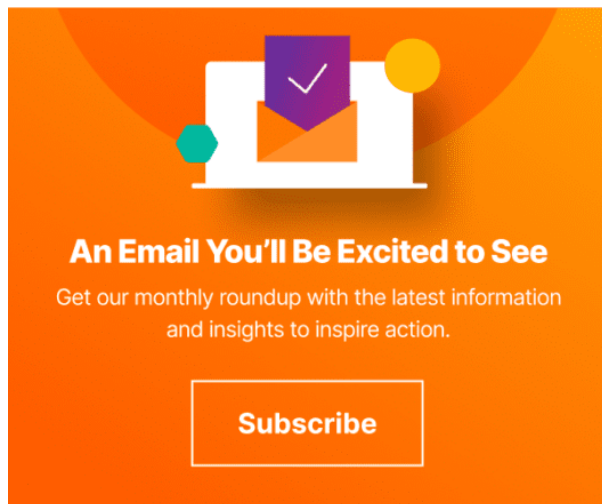 An Email You’ll Be Excited to See
Get our monthly roundup with the latest information
and insights to inspire action.
Subscribe